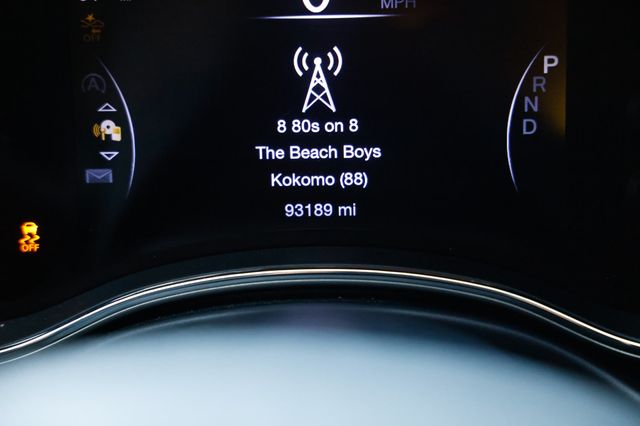 MPH
OFF
8 80s on 8
The Beach Boys
Kokomo (88)
93189 mi
P
R
N
D
A
OFF